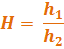 H = h₁/h₂